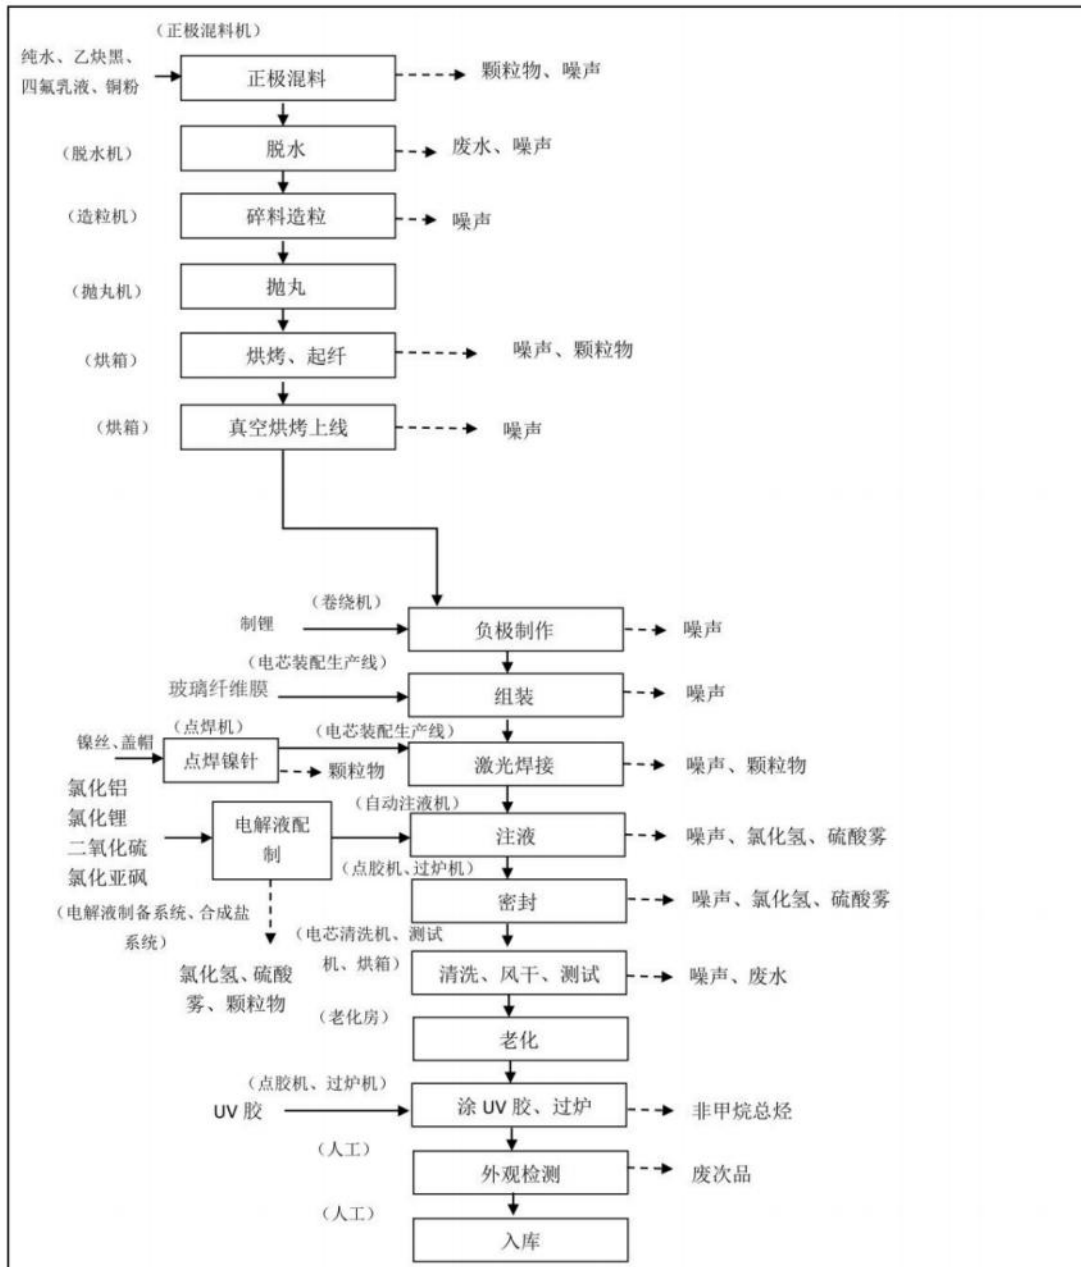 （正极混料机）
纯水、乙炔黑、
四氟乳液、铜粉
正极混料
颗粒物、噪声
（脱水机）
脱水
废水、噪声
（造粒机）
碎料造粒
噪声
（抛丸机）
抛丸
（烘箱）
烘烤、起纤
噪声、颗粒物
（烘箱）
真空烘烤上线
噪声
（卷绕机）
制锂
负极制作
噪声
（电芯装配生产线）
玻璃纤维膜
组装
噪声
（点焊机）
（电芯装配生产线）
镍丝、盖帽
点焊镍针
颗粒物
激光焊接
噪声、颗粒物
氯化铝
氯化锂
二氧化硫
氯化亚砜
电解液配
制
（自动注液机）
注液
噪声、氯化氢、硫酸雾
（点胶机、过炉机）
密封
噪声、氯化氢、硫酸雾
（电解液制备系统、合成盐
系统）
氯化氢、硫酸
雾、颗粒物
（电芯清洗机、测试
机、烘箱）
清洗、风干、测试
噪声、废水
（老化房）
老化
（点胶机、过炉机）
UV 胶
涂 UV 胶、过炉
非甲烷总烃
（人工）
外观检测
废次品
（人工）
入库